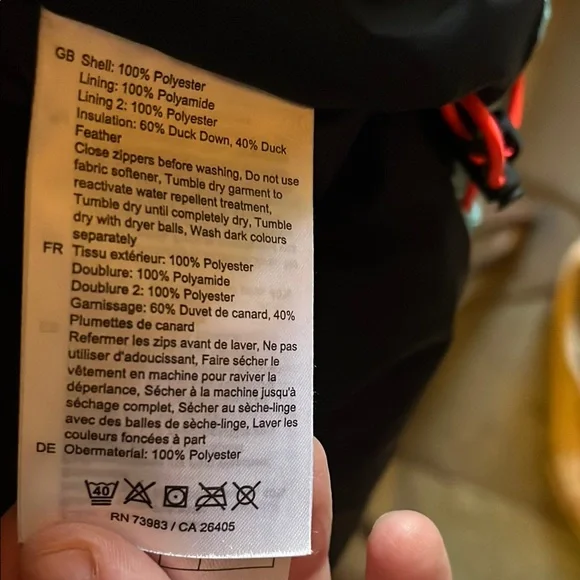 GB Shell: 100% Polyester
Lining: 100% Polyamide
Lining 2: 100% Polyester
Insulation: 60% Duck Down, 40% Duck
Feather
Close zippers before washing, Do not use
fabric softener, Tumble dry garment to
reactivate water repellent treatment,
Tumble dry until completely dry, Tumble
dry with dryer balls, Wash dark colours
separately
FR Tissu extérieur: 100% Polyester
Doublure: 100% Polyamide
Doublure 2: 100% Polyester
Garnissage: 60% Duvet de canard, 40%
Plumettes de canard
Refermer les zips avant de laver, Ne pas
utiliser d'adoucissant, Faire sécher le
vêtement en machine pour raviver la
déperlance, Sécher à la machine jusqu'à
séchage complet, Sécher au sèche-linge
avec des balles de sèche-linge, Laver les
couleurs foncées à part
DE Obermaterial: 100% Polyester
40
RN 73983 / CA 26405